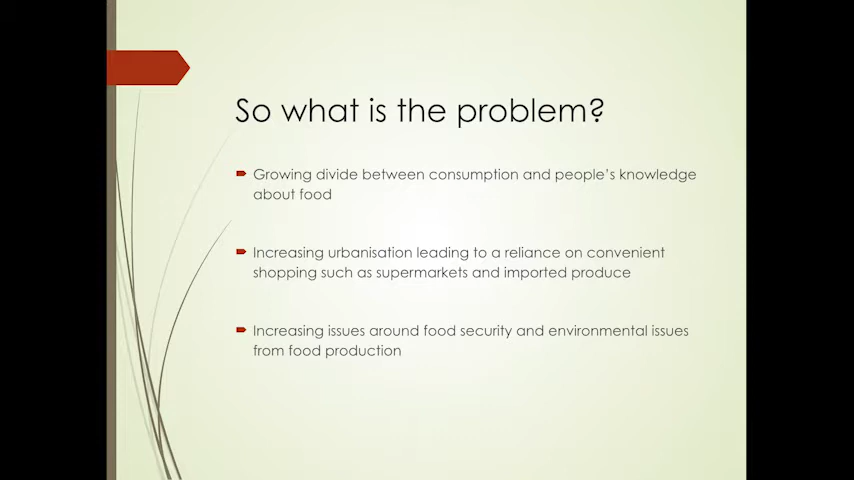 So what is the problem?
Growing divide between consumption and people's knowledge
about food
Increasing urbanisation leading to a reliance on convenient
shopping such as supermarkets and imported produce
Increasing issues around food security and environmental issues
from food production